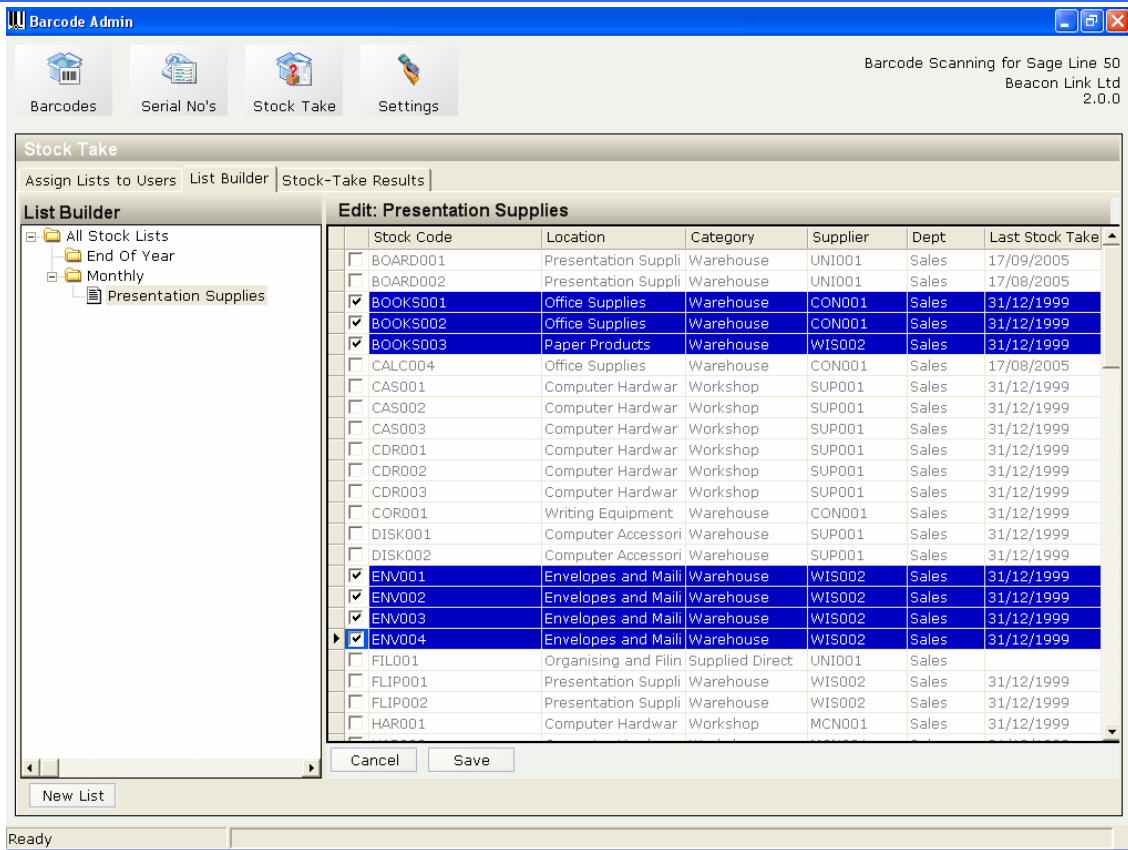 Barcode Admin
Barcodes Serial No's Stock Take Settings
Barcode Scanning for Sage Line 50
Beacon Link Ltd
2.0.0
Stock Take
Assign Lists to Users List Builder Stock-Take Results
List Builder
All Stock Lists
End Of Year
Monthly
Presentation Supplies
Edit: Presentation Supplies
Stock Code Location Category Supplier Dept Last Stock Take
BOARD001 Presentation Suppli Warehouse UNI001 Sales 17/09/2005
BOARD002 Presentation Suppli Warehouse UNI001 Sales 17/08/2005
BOOKS001 Office Supplies Warehouse CON001 Sales 31/12/1999
BOOKS002 Office Supplies Warehouse CON001 Sales 31/12/1999
BOOKS003 Paper Products Warehouse WIS002 Sales 31/12/1999
CALC004 Office Supplies Warehouse CON001 Sales 17/08/2005
CAS001 Computer Hardwar Workshop SUP001 Sales 31/12/1999
CAS002 Computer Hardwar Workshop SUP001 Sales 31/12/1999
CAS003 Computer Hardwar Workshop SUP001 Sales 31/12/1999
CDR001 Computer Hardwar Workshop SUP001 Sales 31/12/1999
CDR002 Computer Hardwar Workshop SUP001 Sales 31/12/1999
CDR003 Computer Hardwar Workshop SUP001 Sales 31/12/1999
COR001 Writing Equipment Warehouse CON001 Sales 31/12/1999
DISK001 Computer Accessori Warehouse SUP001 Sales 31/12/1999
DISK002 Computer Accessori Warehouse SUP001 Sales 31/12/1999
ENV001 Envelopes and Maili Warehouse WIS002 Sales 31/12/1999
ENV002 Envelopes and Maili Warehouse WIS002 Sales 31/12/1999
ENV003 Envelopes and Maili Warehouse WIS002 Sales 31/12/1999
ENV004 Envelopes and Maili Warehouse WIS002 Sales 31/12/1999
FIL001 Organising and Filin Supplied Direct UNI001 Sales
FLIP001 Presentation Suppli Warehouse WIS002 Sales 31/12/1999
FLIP002 Presentation Suppli Warehouse WIS002 Sales 31/12/1999
HAR001 Computer Hardwar Workshop MCN001 Sales 31/12/1999
Cancel Save
New List
Ready